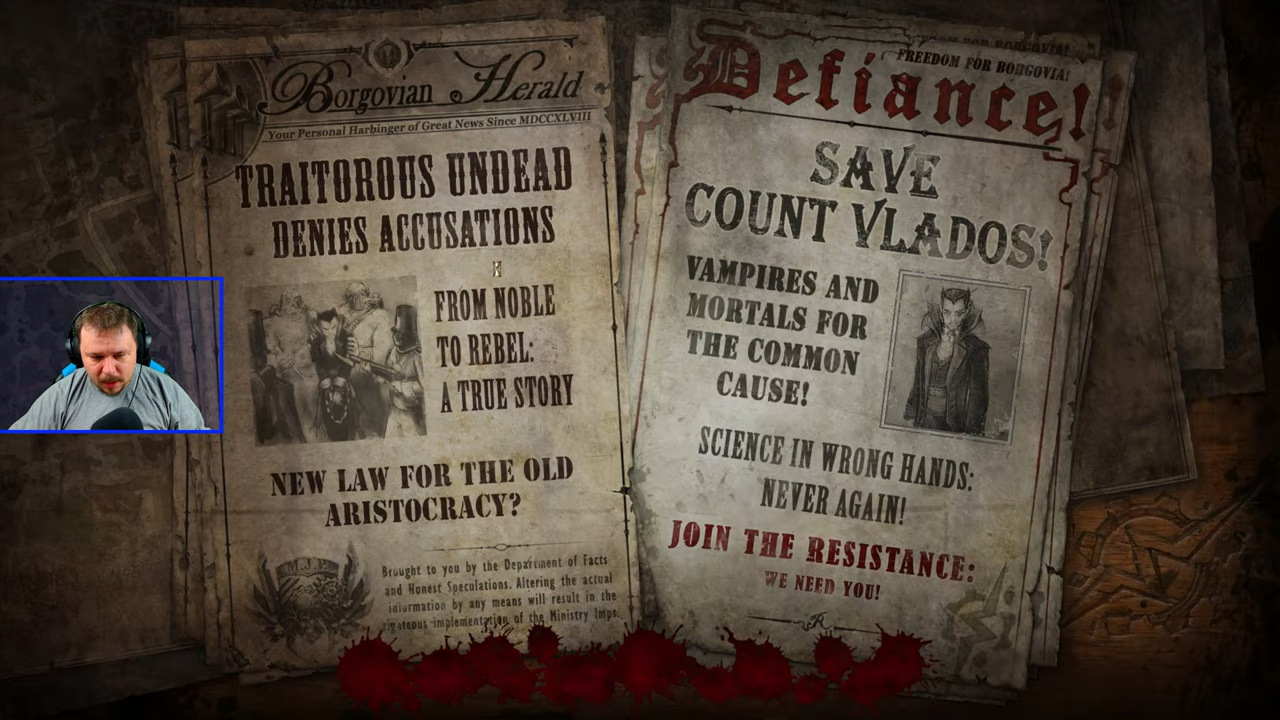 Borgovian Herald
Your Personal Harbinger of Great News Since MDCCXLVIII
TRAITOROUS UNDEAD
DENIES ACCUSATIONS
FROM NOBLE
TO REBEL:
A TRUE STORY
NEW LAW FOR THE OLD
ARISTOCRACY?
M.J.P.
Brought to you by the Department of Facts
and Honest Speculations. Altering the actual
information by any means will result in the
rigateous implementation of the Ministry Imps.
FREEDOM FOR BORGOVIA!
Defiance!
SAVE
COUNT VLADOS!
VAMPIRES AND
MORTALS FOR
THE COMMON
CAUSE!
SCIENCE IN WRONG HANDS:
NEVER AGAIN!
JOIN THE RESISTANCE:
WE NEED YOU!